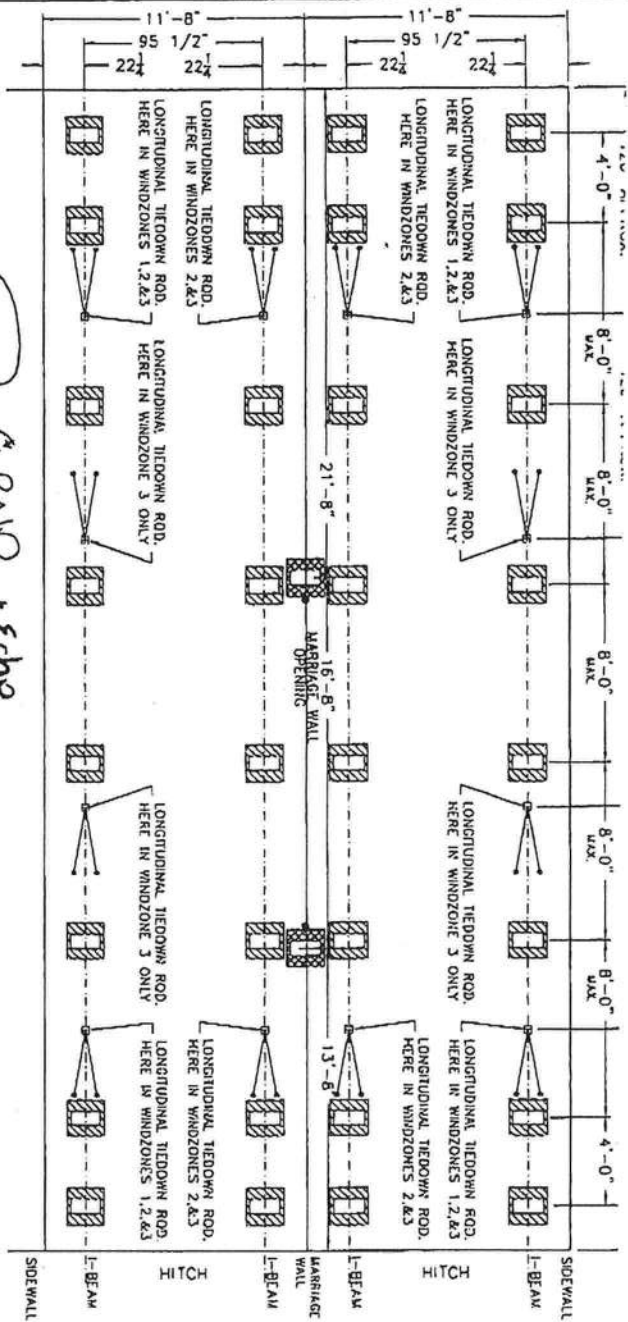 11'-8"
11'-8"
95 1/2"
95 1/2"
22 1/4
22 1/4
22 1/4
22 1/4
4'-0"
8'-0"
MAX.
8'-0"
MAX.
8'-0"
MAX.
8'-0"
MAX.
8'-0"
MAX.
4'-0"
LONGITUDINAL TIEDOWN ROD.
HERE IN WINDZONES 1,2,&3
LONGITUDINAL TIEDOWN ROD.
HERE IN WINDZONES 2,&3
LONGITUDINAL TIEDOWN ROD.
HERE IN WINDZONES 2,&3
LONGITUDINAL TIEDOWN ROD.
HERE IN WINDZONES 1,2,&3
LONGITUDINAL TIEDOWN ROD.
HERE IN WINDZONE 3 ONLY
LONGITUDINAL TIEDOWN ROD.
HERE IN WINDZONE 3 ONLY
21'-8"
16'-8"
MARRIAGE WALL
OPENING
13'-8
LONGITUDINAL TIEDOWN ROD.
HERE IN WINDZONE 3 ONLY
LONGITUDINAL TIEDOWN ROD.
HERE IN WINDZONE 3 ONLY
LONGITUDINAL TIEDOWN ROD.
HERE IN WINDZONES 1,2,&3
LONGITUDINAL TIEDOWN ROD.
HERE IN WINDZONES 2,&3
LONGITUDINAL TIEDOWN ROD.
HERE IN WINDZONES 2,&3
LONGITUDINAL TIEDOWN ROD.
HERE IN WINDZONES 1,2,&3
SIDEWALL
I-BEAM
HITCH
I-BEAM
MARRIAGE
WALL
I-BEAM
HITCH
I-BEAM
SIDEWALL